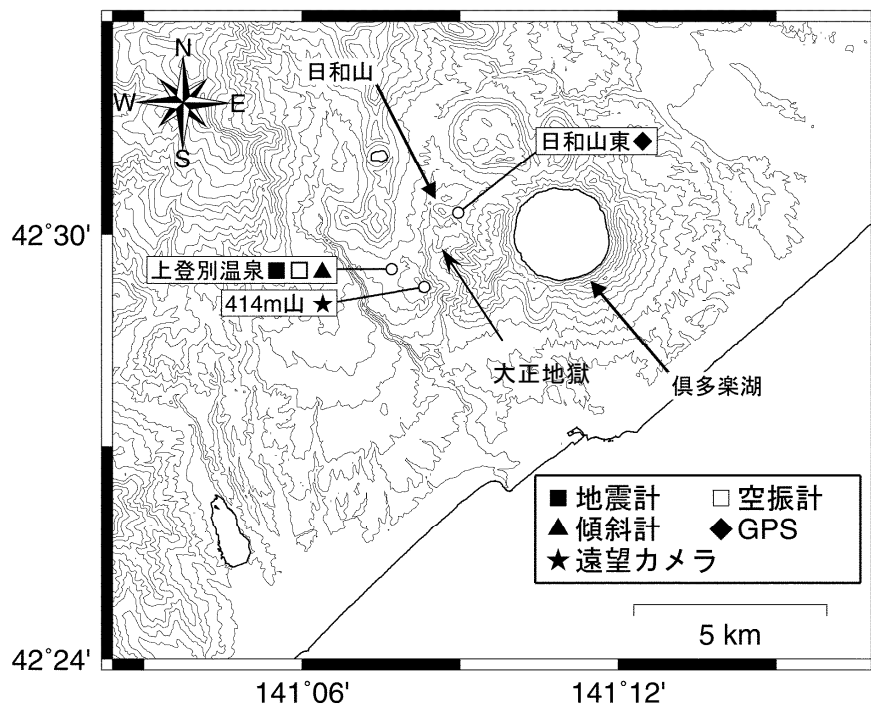 日和山
N
W E
S
日和山東◆
42°30'
上登別温泉■□▲
414m山 ★
大正地獄
倶多楽湖
■地震計 □空振計
▲傾斜計 ◆GPS
★遠望カメラ
5 km
42°24'
141°06' 141°12'